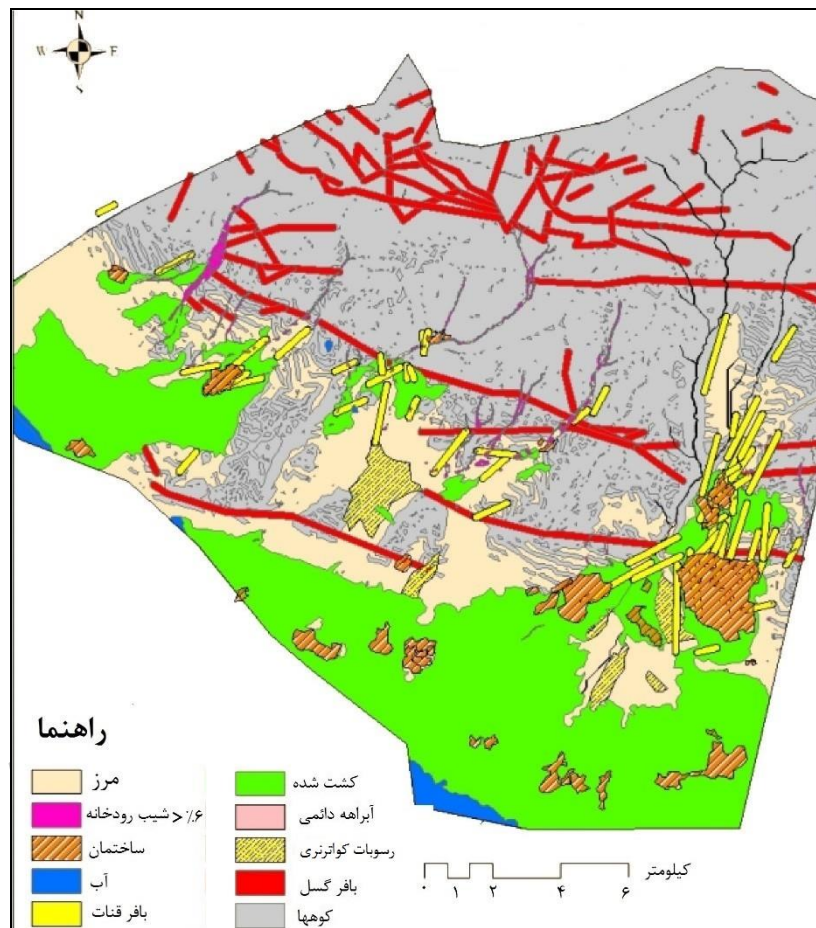 N
W E
S
راهنما
مرز
کشت شده
شیب رودخانه > ٪۶
آبراهه دائمی
ساختمان
رسوبات کواترنری
آب
بافر گسل
بافر قنات
کوهها
کیلومتر
۰ ۱ ۲ ۴ ۶